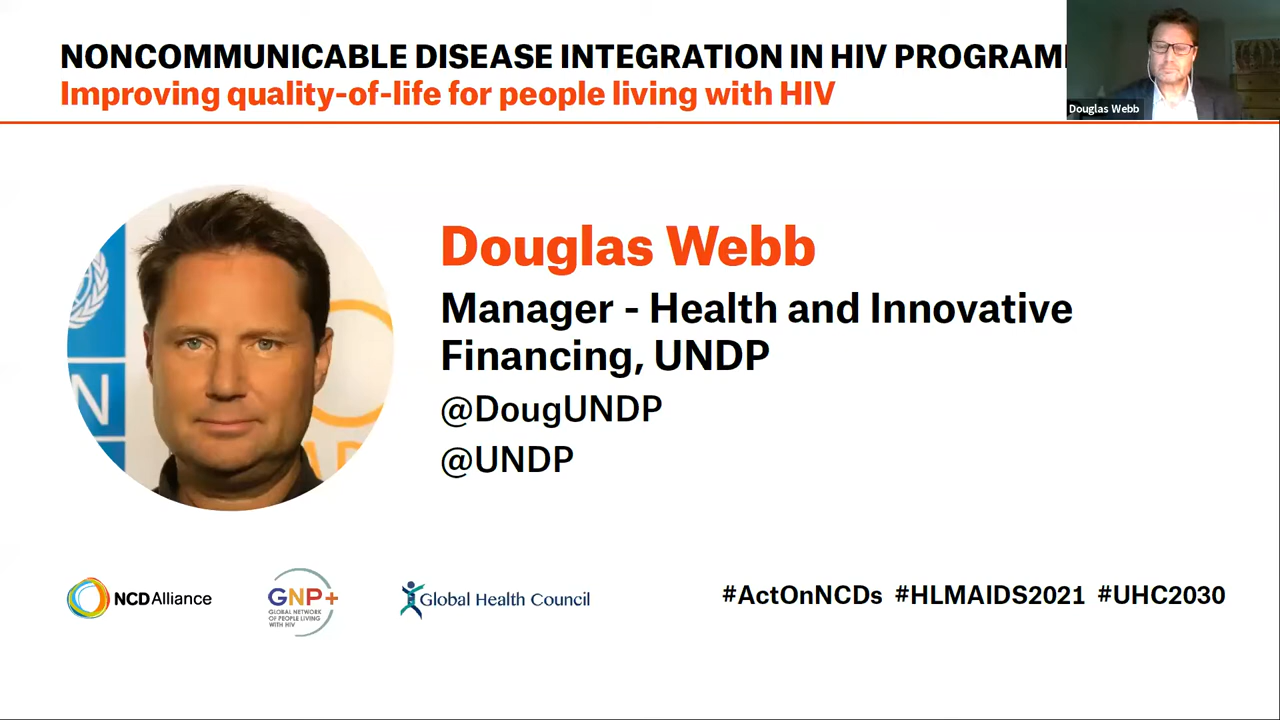 NONCOMMUNICABLE DISEASE INTEGRATION IN HIV PROGRAM
Improving quality-of-life for people living with HIV
Douglas Webb
Douglas Webb
Manager - Health and Innovative
Financing, UNDP
@DougUNDP
@UNDP
N
NCD Alliance
GNP+
GLOBAL NETWORK
OF PEOPLE LIVING
WITH HIV
Global Health Council
#ActOnNCDs #HLMAIDS2021 #UHC2030